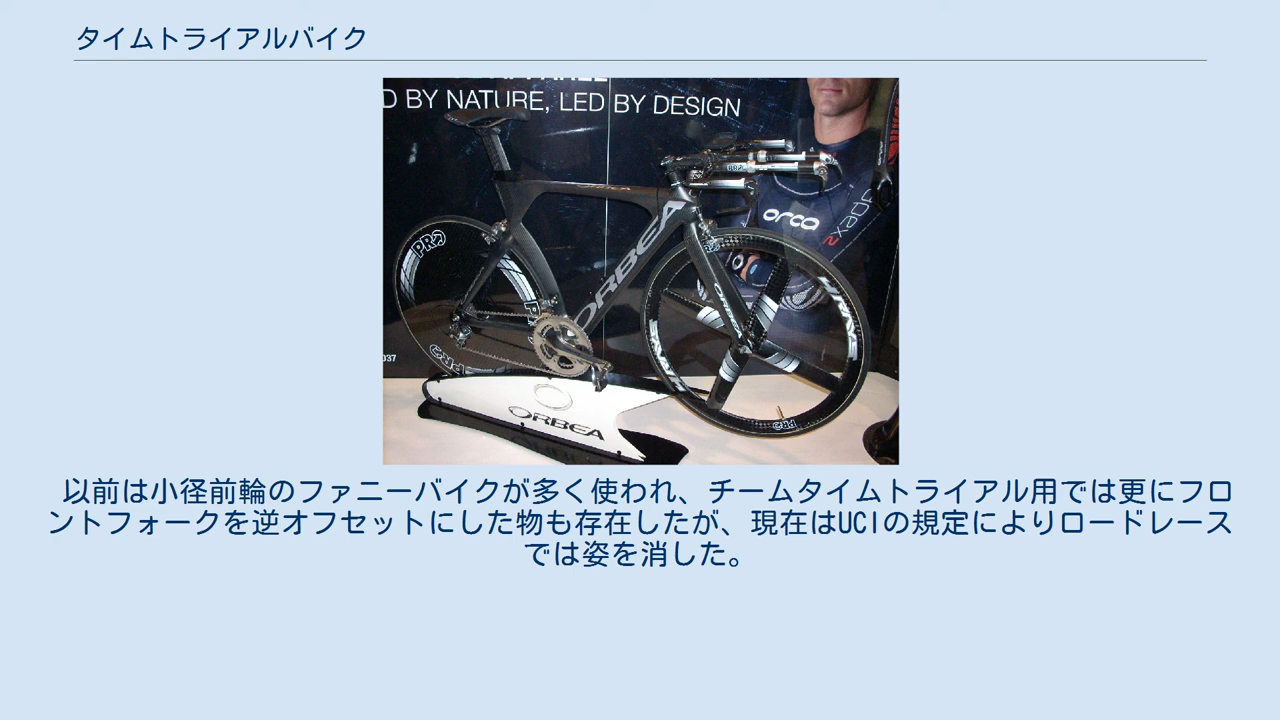 タイムトライアルバイク
D BY NATURE, LED BY DESIGN
orca
PRO
ORBEA
ORBEA
PRO
037
PRO
ORBEA
以前は小径前輪のファニーバイクが多く使われ、チームタイムトライアル用では更にフロ
ントフォークを逆オフセットにした物も存在したが、現在はUCIの規定によりロードレース
では姿を消した。